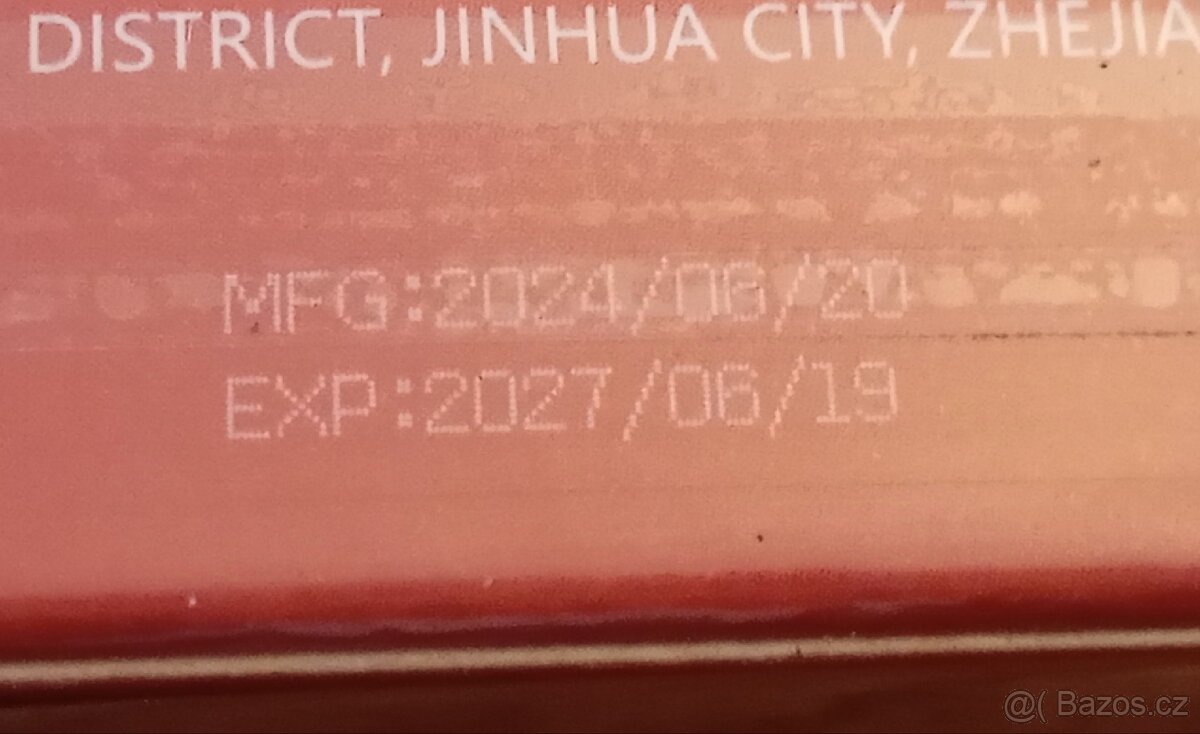 DISTRICT, JINHUA CITY, ZHEJIA
MFG:2024/06/20
EXP:2027/06/19
@( Bazos.cz